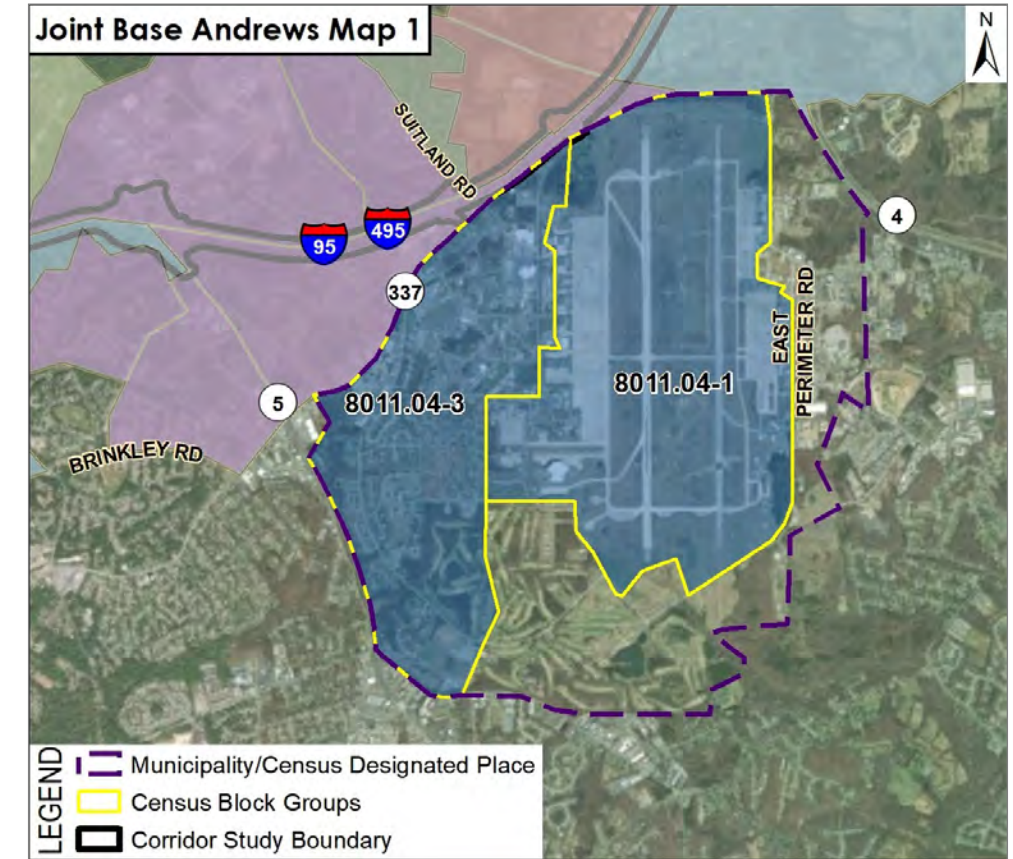 Joint Base Andrews Map 1
N
SUITLAND RD
4
95
495
337
EAST
PERIMETER RD
8011.04-1
8011.04-3
5
BRINKLEY RD
LEGEND
Municipality/Census Designated Place
Census Block Groups
Corridor Study Boundary